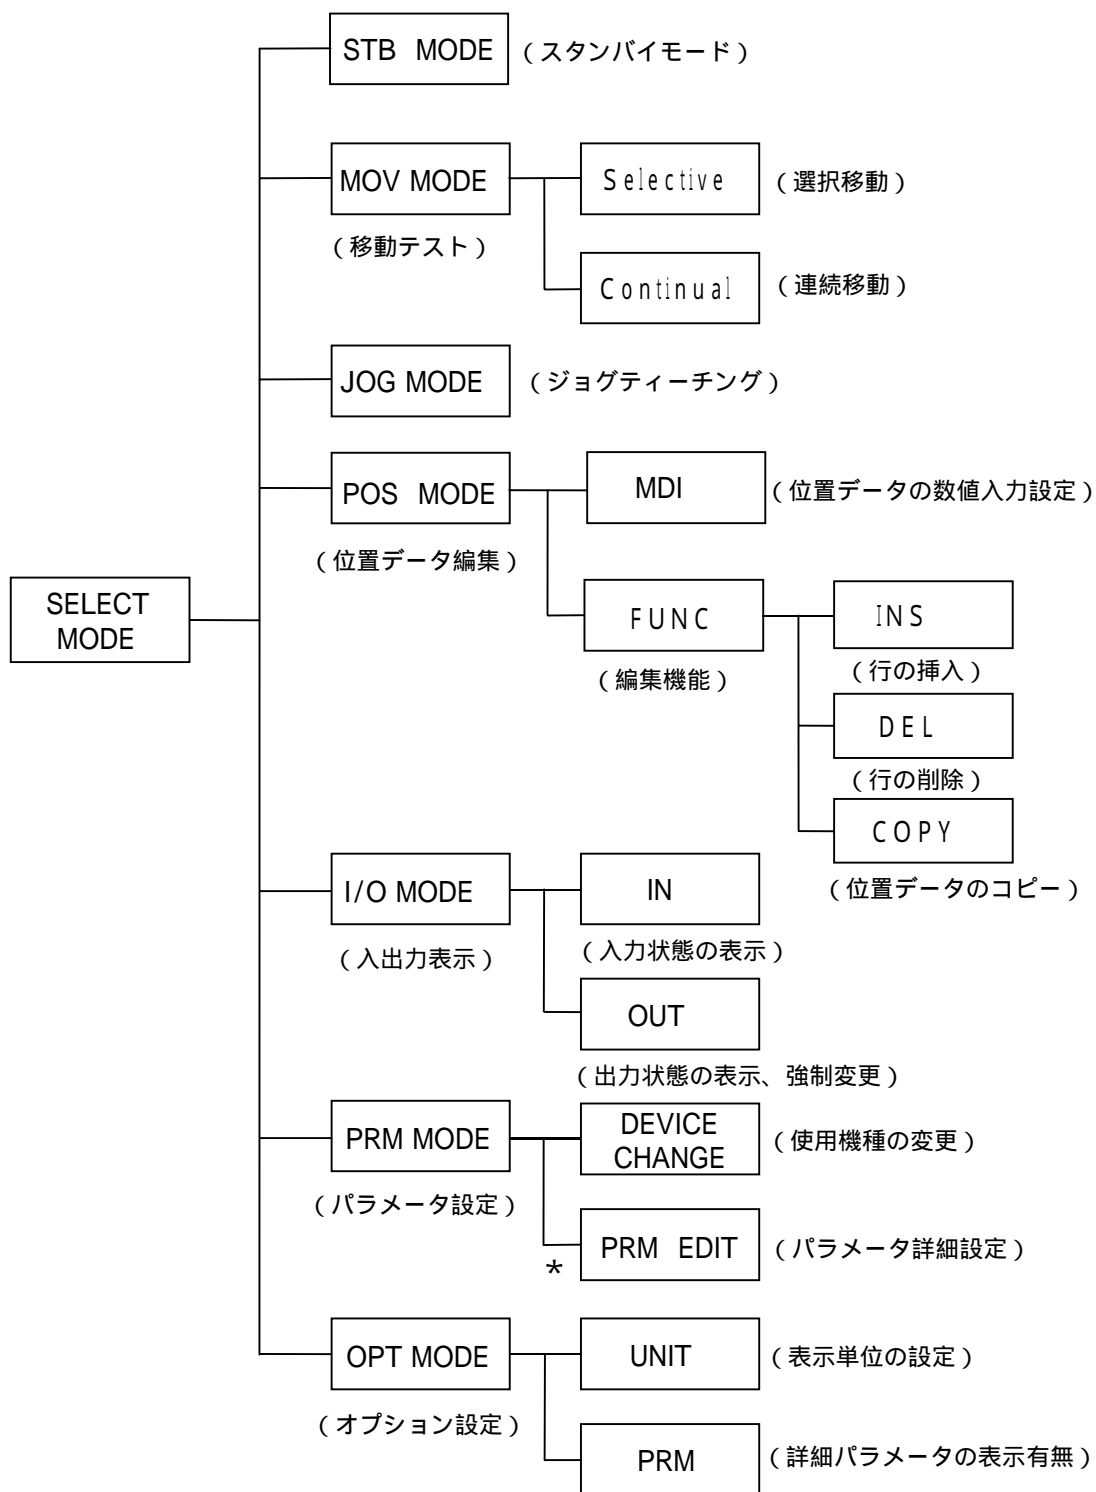 STB MODE
（スタンバイモード）
MOV MODE
（移動テスト）
Selective
（選択移動）
Continual
（連続移動）
JOG MODE
（ジョグティーチング）
POS MODE
（位置データ編集）
MDI
（位置データの数値入力設定）
SELECT
MODE
FUNC
（編集機能）
INS
（行の挿入）
DEL
（行の削除）
COPY
（位置データのコピー）
I/O MODE
（入出力表示）
IN
（入力状態の表示）
OUT
（出力状態の表示、強制変更）
PRM MODE
（パラメータ設定）
DEVICE
CHANGE
（使用機種の変更）
*
PRM EDIT
（パラメータ詳細設定）
OPT MODE
（オプション設定）
UNIT
（表示単位の設定）
PRM
（詳細パラメータの表示有無）